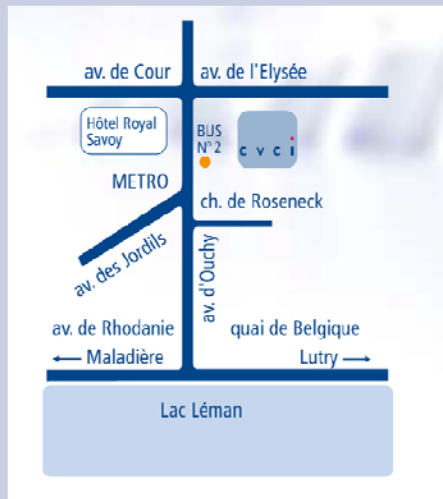 av. de Cour
av. de l'Elysée
Hôtel Royal
Savoy
BUS
N° 2
c v c i
METRO
ch. de Roseneck
av. des Jordils
av. d'Ouchy
av. de Rhodanie
quai de Belgique
← Maladière
Lutry →
Lac Léman